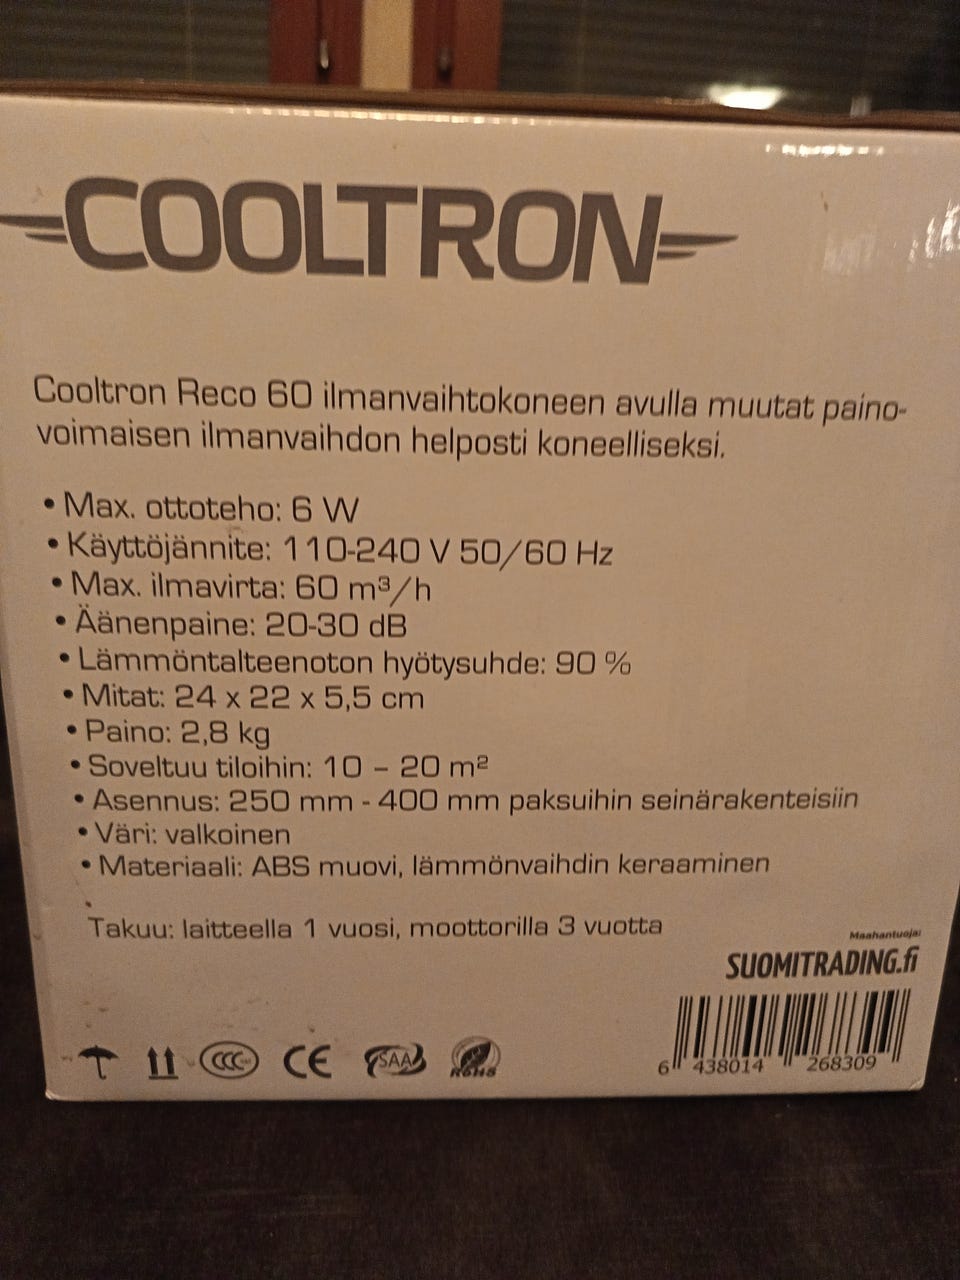 COOLTRON
Cooltron Reco 60 ilmanvaihtokoneen avulla muutat paino-
voimaisen ilmanvaihdon helposti koneelliseksi.
• Max. ottoteho: 6 W
• Käyttöjännite: 110-240 V 50/60 Hz
• Max. ilmavirta: 60 m³/h
• Äänenpaine: 20-30 dB
• Lämmöntalteenoton hyötysuhde: 90 %
• Mitat: 24 x 22 x 5,5 cm
• Paino: 2,8 kg
• Soveltuu tiloihin: 10 – 20 m²
• Asennus: 250 mm - 400 mm paksuihin seinärakenteisiin
• Väri: valkoinen
• Materiaali: ABS muovi, lämmönvaihdin keraaminen
Takuu: laitteella 1 vuosi, moottorilla 3 vuotta
Maahantuoja:
SUOMITRADING.fi
CCC CE SAA RoHS
6 438014 268309